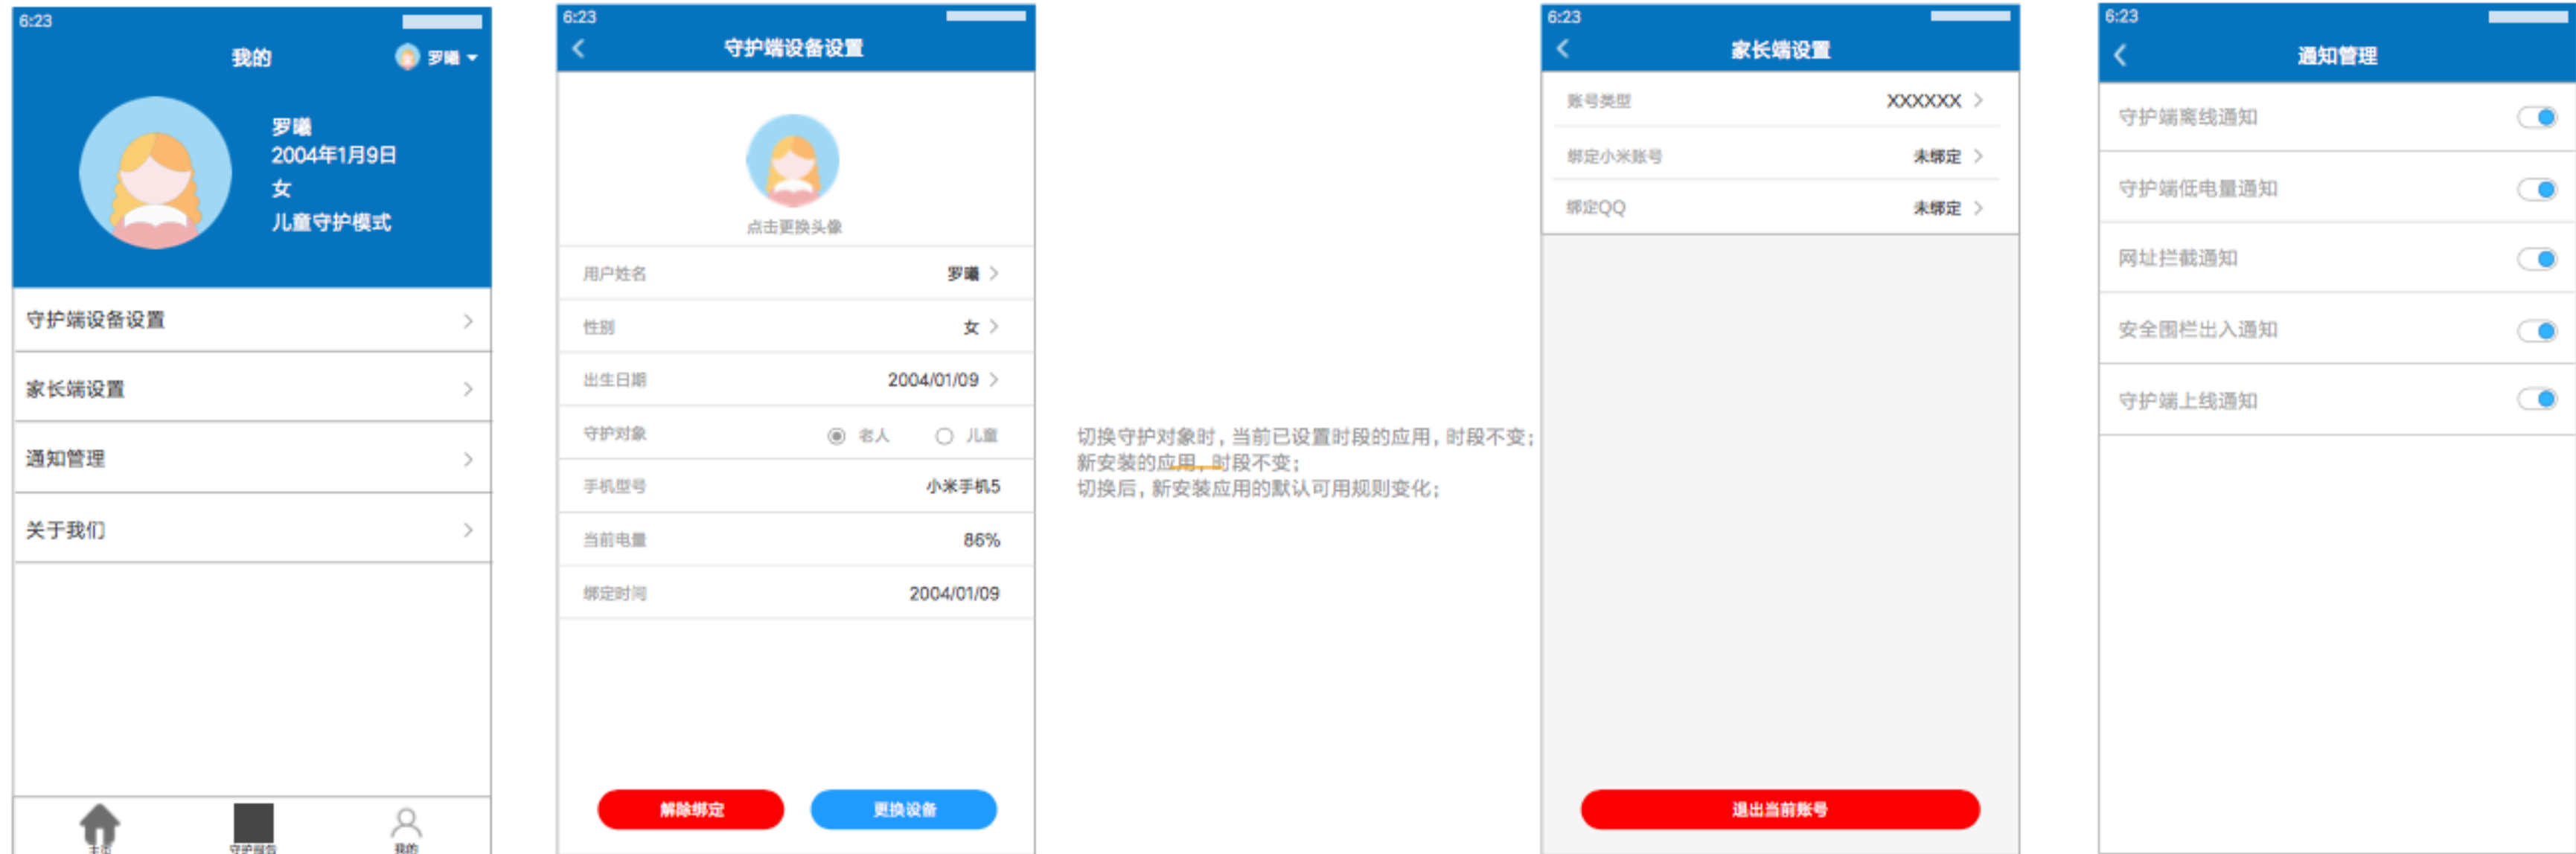 6:23
我的
罗曦
罗曦
2004年1月9日
女
儿童守护模式
守护端设备设置
家长端设置
通知管理
关于我们
主页
守护报告
我的
6:23
守护端设备设置
点击更换头像
用户姓名 罗曦
性别 女
出生日期 2004/01/09
守护对象 老人 儿童
手机型号 小米手机5
当前电量 86%
绑定时间 2004/01/09
解除绑定 更换设备
切换守护对象时，当前已设置时段的应用，时段不变；
新安装的应用，时段不变；
切换后，新安装应用的默认可用规则变化；
6:23
家长端设置
账号类型 XXXXXX
绑定小米账号 未绑定
绑定QQ 未绑定
退出当前账号
6:23
通知管理
守护端离线通知
守护端低电量通知
网址拦截通知
安全围栏出入通知
守护端上线通知